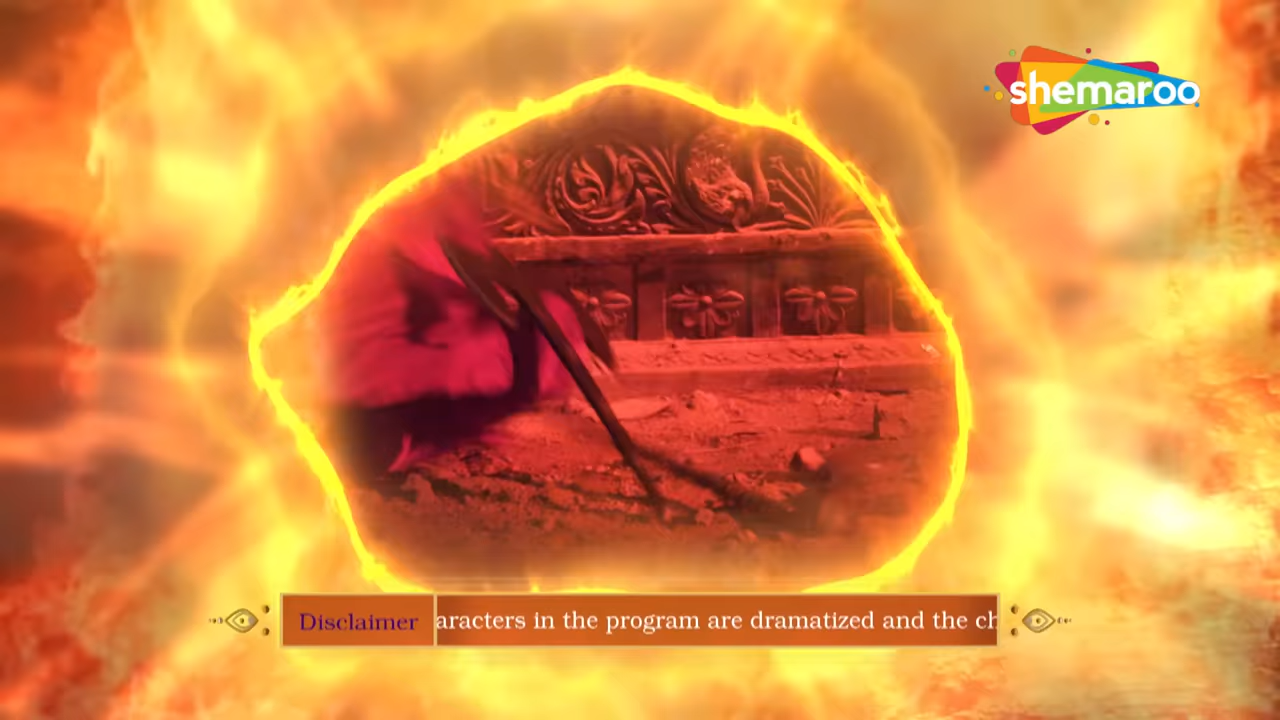 shemaroo
Disclaimer
aracters in the program are dramatized and the ch